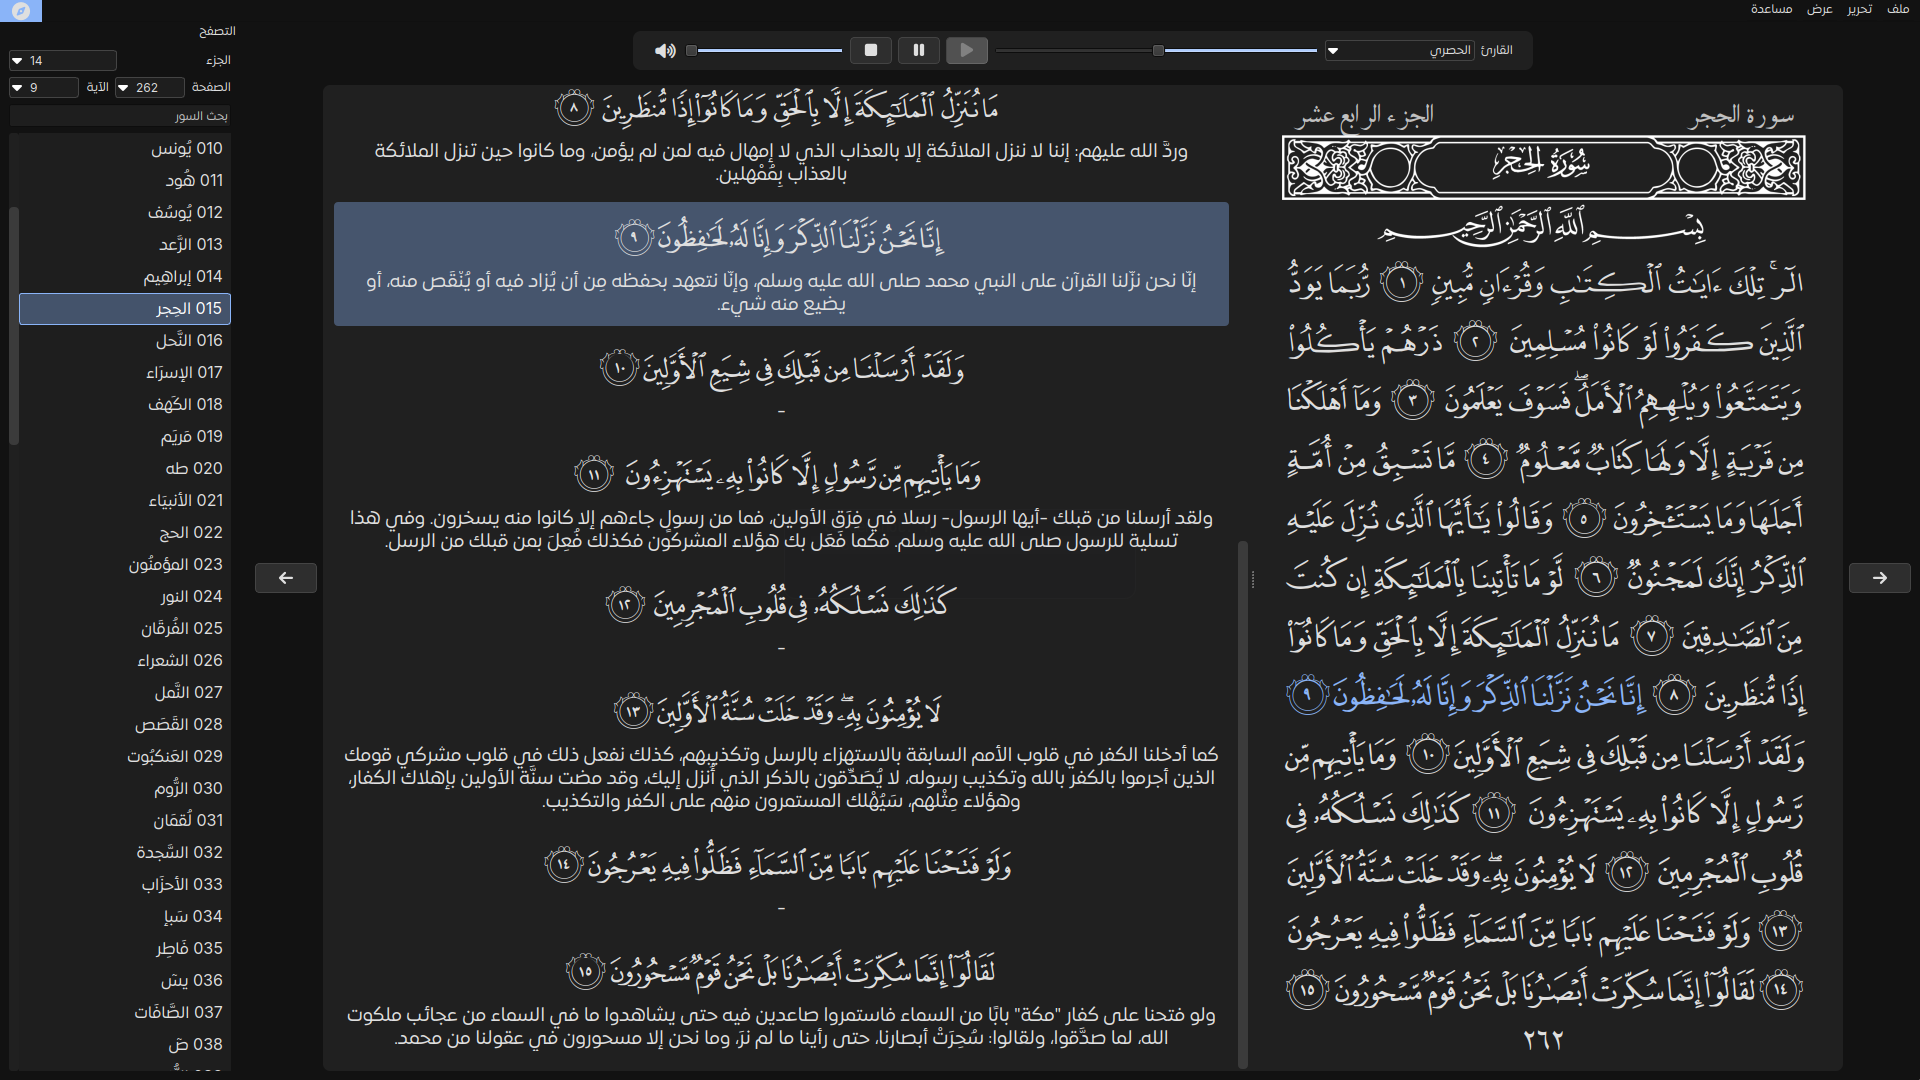 ملف تحرير عرض مساعدة
القارئ الحصري
التصفح
الجزء 14
الصفحة 262 الآية 9
بحث السور
010 يُونس
011 هُود
012 يُوسُف
013 الرَّعد
014 إبراهِيم
015 الحِجر
016 النَّحل
017 الإسرَاء
018 الكَهف
019 مَريَم
020 طه
021 الأنبيَاء
022 الحج
023 المؤمنُون
024 النور
025 الفُرقَان
026 الشعراء
027 النَّمل
028 القَصَص
029 العَنكبُوت
030 الرُّوم
031 لُقمَان
032 السَّجدة
033 الأحزَاب
034 سَبإ
035 فَاطِر
036 يسٓ
037 الصَّافَات
038 صٓ
سورة الحِجر الجزء الرابع عشر
سُورَةُ الحِجر
بِسۡمِ ٱللَّهِ ٱلرَّحۡمَٰنِ ٱلرَّحِيمِ
الٓرۚ تِلۡكَ ءَايَٰتُ ٱلۡكِتَٰبِ وَقُرۡءَانٖ مُّبِينٖ ١ رُّبَمَا يَوَدُّ
ٱلَّذِينَ كَفَرُواْ لَوۡ كَانُواْ مُسۡلِمِينَ ٢ ذَرۡهُمۡ يَأۡكُلُواْ
وَيَتَمَتَّعُواْ وَيُلۡهِهِمُ ٱلۡأَمَلُۖ فَسَوۡفَ يَعۡلَمُونَ ٣ وَمَآ أَهۡلَكۡنَا
مِن قَرۡيَةٍ إِلَّا وَلَهَا كِتَابٞ مَّعۡلُومٞ ٤ مَّا تَسۡبِقُ مِنۡ أُمَّةٍ
أَجَلَهَا وَمَا يَسۡتَـٔۡخِرُونَ ٥ وَقَالُواْ يَٰٓأَيُّهَا ٱلَّذِي نُزِّلَ عَلَيۡهِ
ٱلذِّكۡرُ إِنَّكَ لَمَجۡنُونٞ ٦ لَّوۡ مَا تَأۡتِينَا بِٱلۡمَلَٰٓئِكَةِ إِن كُنتَ
مِنَ ٱلصَّٰدِقِينَ ٧ مَا نُنَزِّلُ ٱلۡمَلَٰٓئِكَةَ إِلَّا بِٱلۡحَقِّ وَمَا كَانُوٓاْ
إِذٗا مُّنظَرِينَ ٨ إِنَّا نَحۡنُ نَزَّلۡنَا ٱلذِّكۡرَ وَإِنَّا لَهُۥ لَحَٰفِظُونَ ٩
وَلَقَدۡ أَرۡسَلۡنَا مِن قَبۡلِكَ فِي شِيَعِ ٱلۡأَوَّلِينَ ١٠ وَمَا يَأۡتِيهِم مِّن
رَّسُولٍ إِلَّا كَانُواْ بِهِۦ يَسۡتَهۡزِءُونَ ١١ كَذَٰلِكَ نَسۡلُكُهُۥ فِي
قُلُوبِ ٱلۡمُجۡرِمِينَ ١٢ لَا يُؤۡمِنُونَ بِهِۦۖ وَقَدۡ خَلَتۡ سُنَّةُ ٱلۡأَوَّلِينَ
١٣ وَلَوۡ فَتَحۡنَا عَلَيۡهِم بَابٗا مِّنَ ٱلسَّمَآءِ فَظَلُّواْ فِيهِ يَعۡرُجُونَ
١٤ لَقَالُوٓاْ إِنَّمَا سُكِّرَتۡ أَبۡصَٰرُنَا بَلۡ نَحۡنُ قَوۡمٞ مَّسۡحُورُونَ ١٥
٢٦٢
مَا نُنَزِّلُ ٱلۡمَلَٰٓئِكَةَ إِلَّا بِٱلۡحَقِّ وَمَا كَانُوٓاْ إِذٗا مُّنظَرِينَ ٨
وردَّ الله عليهم: إننا لا ننزل الملائكة إلا بالعذاب الذي لا إمهال فيه لمن لم يؤمن، وما كانوا حين تنزل الملائكة
بالعذاب بِمُمْهلين.
إِنَّا نَحۡنُ نَزَّلۡنَا ٱلذِّكۡرَ وَإِنَّا لَهُۥ لَحَٰفِظُونَ ٩
إنَّا نحن نزَّلنا القرآن على النبي محمد صلى الله عليه وسلم، وإنَّا نتعهد بحفظه مِن أن يُزاد فيه أو يُنْقَص منه، أو
يضيع منه شيء.
وَلَقَدۡ أَرۡسَلۡنَا مِن قَبۡلِكَ فِي شِيَعِ ٱلۡأَوَّلِينَ ١٠
-
وَمَا يَأۡتِيهِم مِّن رَّسُولٍ إِلَّا كَانُواْ بِهِۦ يَسۡتَهۡزِءُونَ ١١
ولقد أرسلنا من قبلك -أيها الرسول- رسلا في فِرَقِ الأولين، فما من رسولٍ جاءهم إلا كانوا منه يسخرون. وفي هذا
تسلية للرسول صلى الله عليه وسلم. فكما فَعَل بك هؤلاء المشركون فكذلك فُعِلَ بمن قبلك من الرسل.
كَذَٰلِكَ نَسۡلُكُهُۥ فِي قُلُوبِ ٱلۡمُجۡرِمِينَ ١٢
-
لَا يُؤۡمِنُونَ بِهِۦۖ وَقَدۡ خَلَتۡ سُنَّةُ ٱلۡأَوَّلِينَ ١٣
كما أدخلنا الكفر في قلوب الأمم السابقة بالاستهزاء بالرسل وتكذيبهم، كذلك نفعل ذلك في قلوب مشركي قومك
الذين أجرموا بالكفر بالله وتكذيب رسوله، لا يُصَدِّقون بالذكر الذي أُنزل إليك، وقد مضت سنَّة الأولين بإهلاك الكفار،
وهؤلاء مِثْلهم، سَيُهْلك المستمرون منهم على الكفر والتكذيب.
وَلَوۡ فَتَحۡنَا عَلَيۡهِم بَابٗا مِّنَ ٱلسَّمَآءِ فَظَلُّواْ فِيهِ يَعۡرُجُونَ ١٤
-
لَقَالُوٓاْ إِنَّمَا سُكِّرَتۡ أَبۡصَٰرُنَا بَلۡ نَحۡنُ قَوۡمٞ مَّسۡحُورُونَ ١٥
ولو فتحنا على كفار "مكة" بابًا من السماء فاستمروا صاعدين فيه حتى يشاهدوا ما في السماء من عجائب ملكوت
الله، لما صدَّقوا، ولقالوا: سُحِرَتْ أبصارنا، حتى رأينا ما لم نرَ، وما نحن إلا مسحورون في عقولنا من محمد.